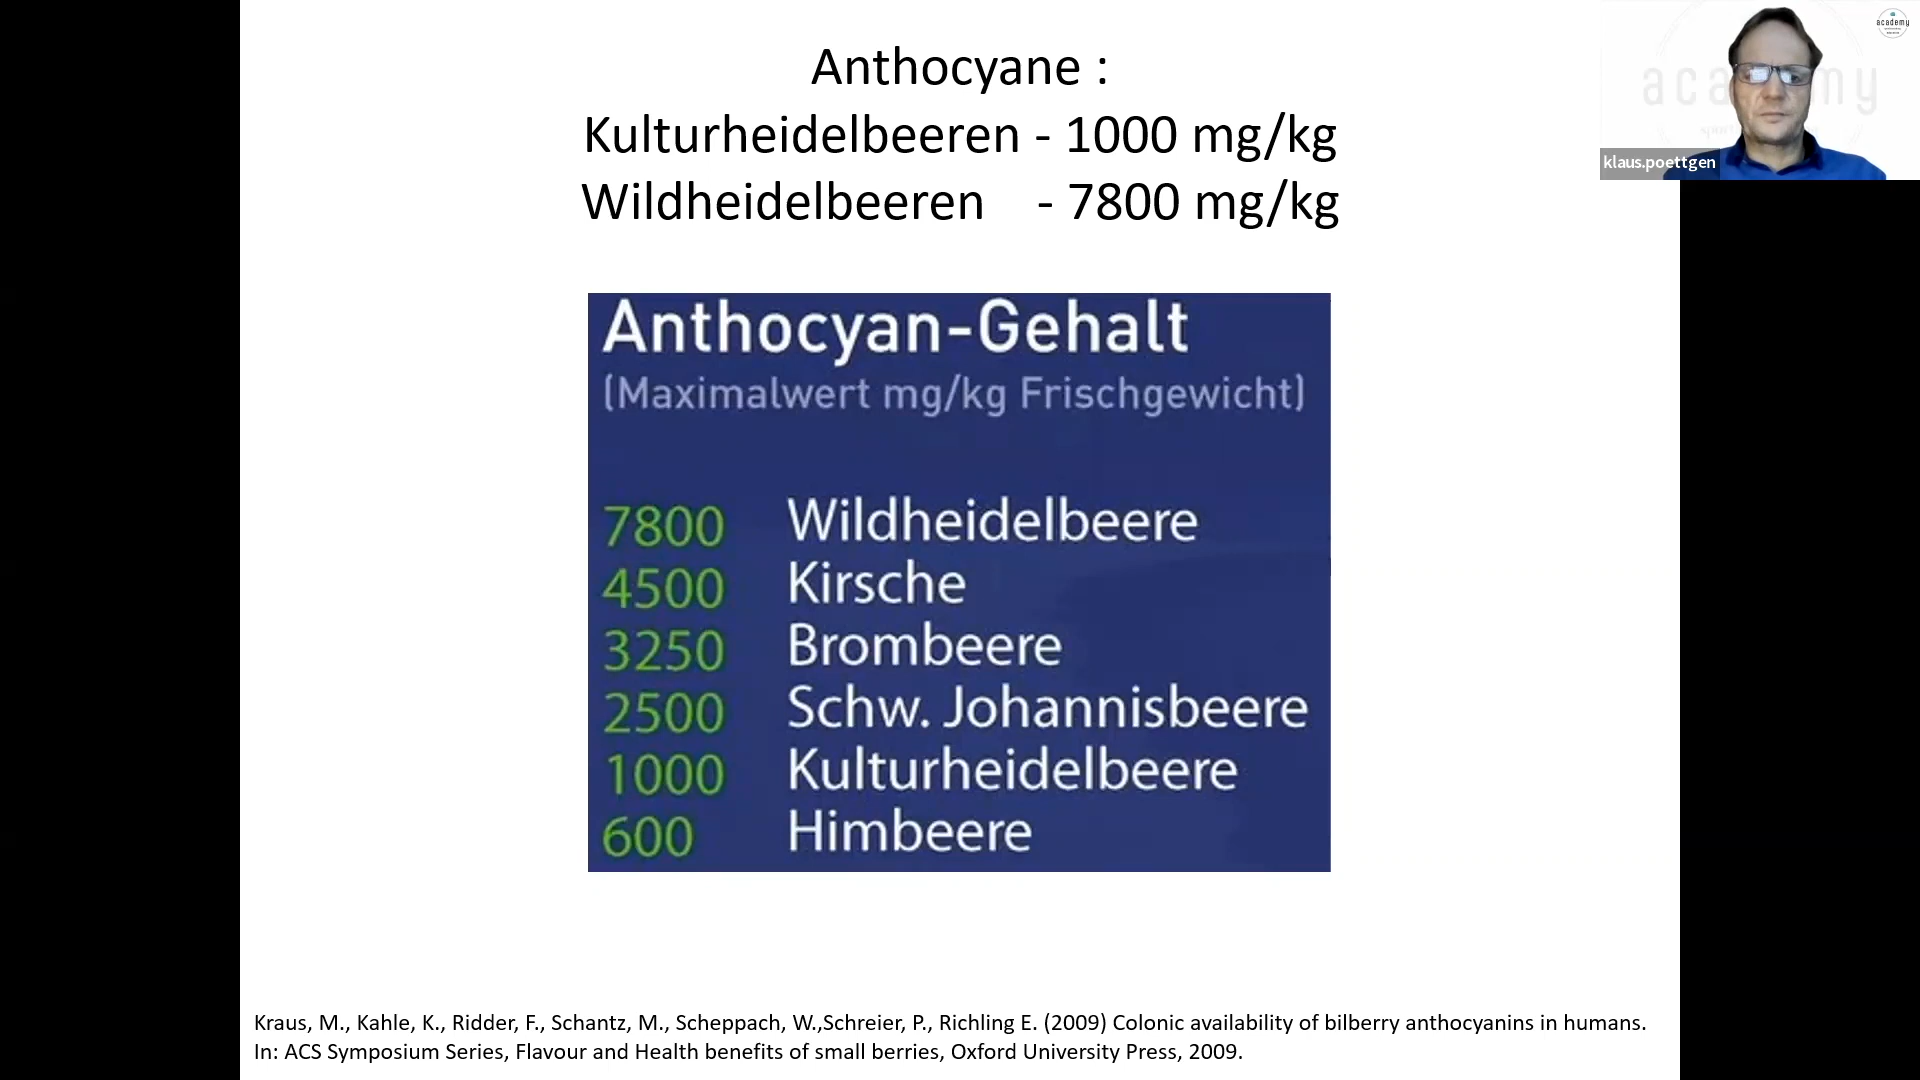 Anthocyane :
Kulturheidelbeeren - 1000 mg/kg
Wildheidelbeeren - 7800 mg/kg
academy
klaus.poettgen
Anthocyan-Gehalt
(Maximalwert mg/kg Frischgewicht)
7800 Wildheidelbeere
4500 Kirsche
3250 Brombeere
2500 Schw. Johannisbeere
1000 Kulturheidelbeere
600 Himbeere
Kraus, M., Kahle, K., Ridder, F., Schantz, M., Scheppach, W.,Schreier, P., Richling E. (2009) Colonic availability of bilberry anthocyanins in humans.
In: ACS Symposium Series, Flavour and Health benefits of small berries, Oxford University Press, 2009.